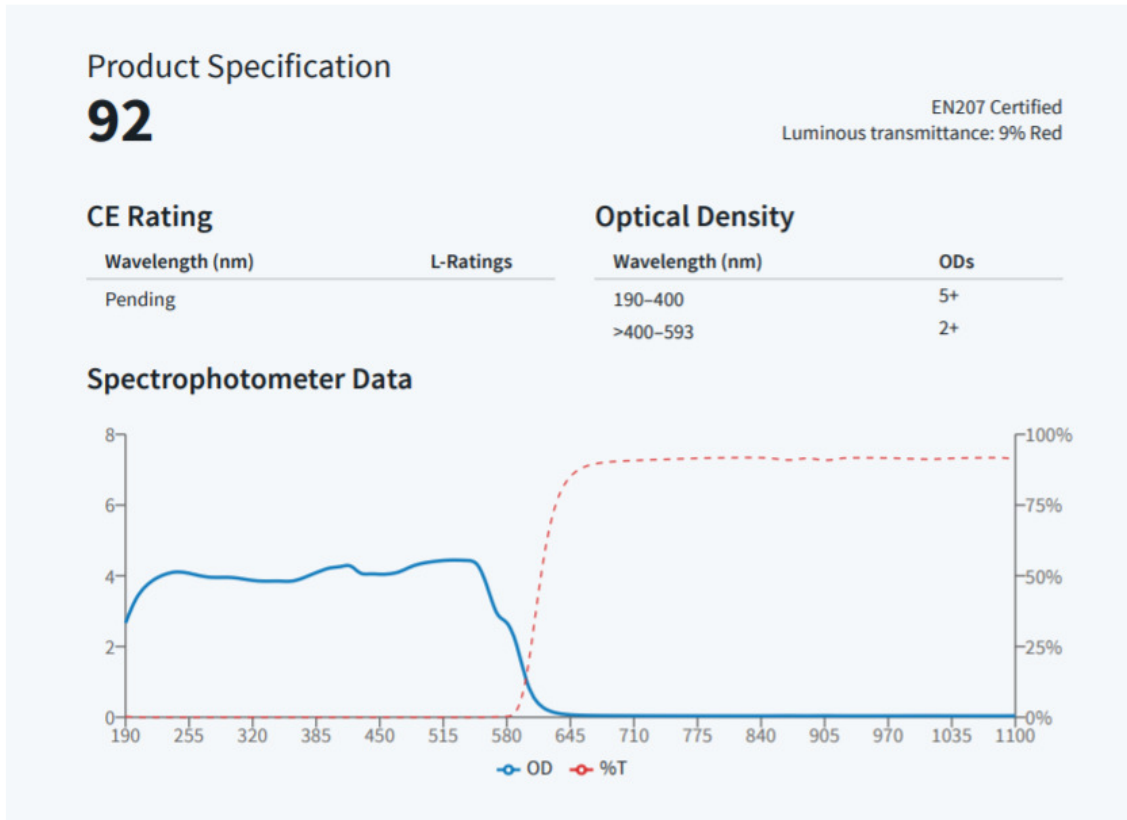 Product Specification
92
EN207 Certified
Luminous transmittance: 9% Red
CE Rating
Wavelength (nm) L-Ratings
Pending
Optical Density
Wavelength (nm) ODs
190–400 5+
>400–593 2+
Spectrophotometer Data
8 100%
6 75%
4 50%
2 25%
0 0%
190 255 320 385 450 515 580 645 710 775 840 905 970 1035 1100
OD %T